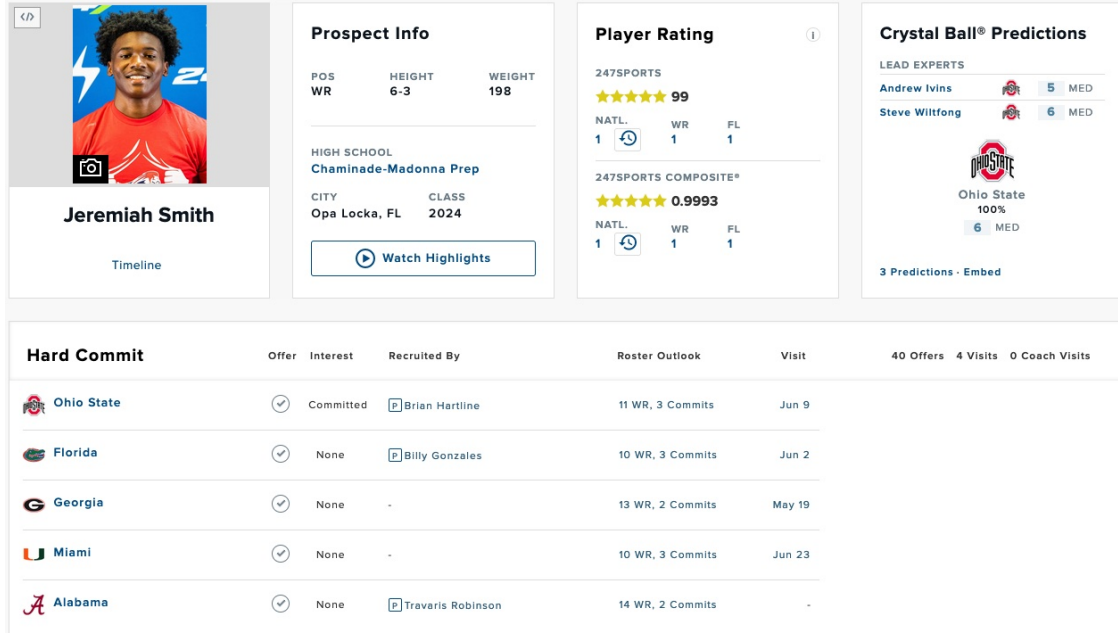 </>
2
Jeremiah Smith
Timeline
Prospect Info
POS HEIGHT WEIGHT
WR 6-3 198
HIGH SCHOOL
Chaminade-Madonna Prep
CITY CLASS
Opa Locka, FL 2024
Watch Highlights
Player Rating i
247SPORTS
99
NATL. WR FL
1 1 1
247SPORTS COMPOSITE®
0.9993
NATL. WR FL
1 1 1
Crystal Ball® Predictions
LEAD EXPERTS
Andrew Ivins 5 MED
Steve Wiltfong 6 MED
OHIO STATE
Ohio State
100%
6 MED
3 Predictions · Embed
Hard Commit Offer Interest Recruited By Roster Outlook Visit 40 Offers 4 Visits 0 Coach Visits
Ohio State Committed P Brian Hartline 11 WR, 3 Commits Jun 9
Florida None P Billy Gonzales 10 WR, 3 Commits Jun 2
G Georgia None - 13 WR, 2 Commits May 19
Miami None - 10 WR, 3 Commits Jun 23
A Alabama None P Travaris Robinson 14 WR, 2 Commits -